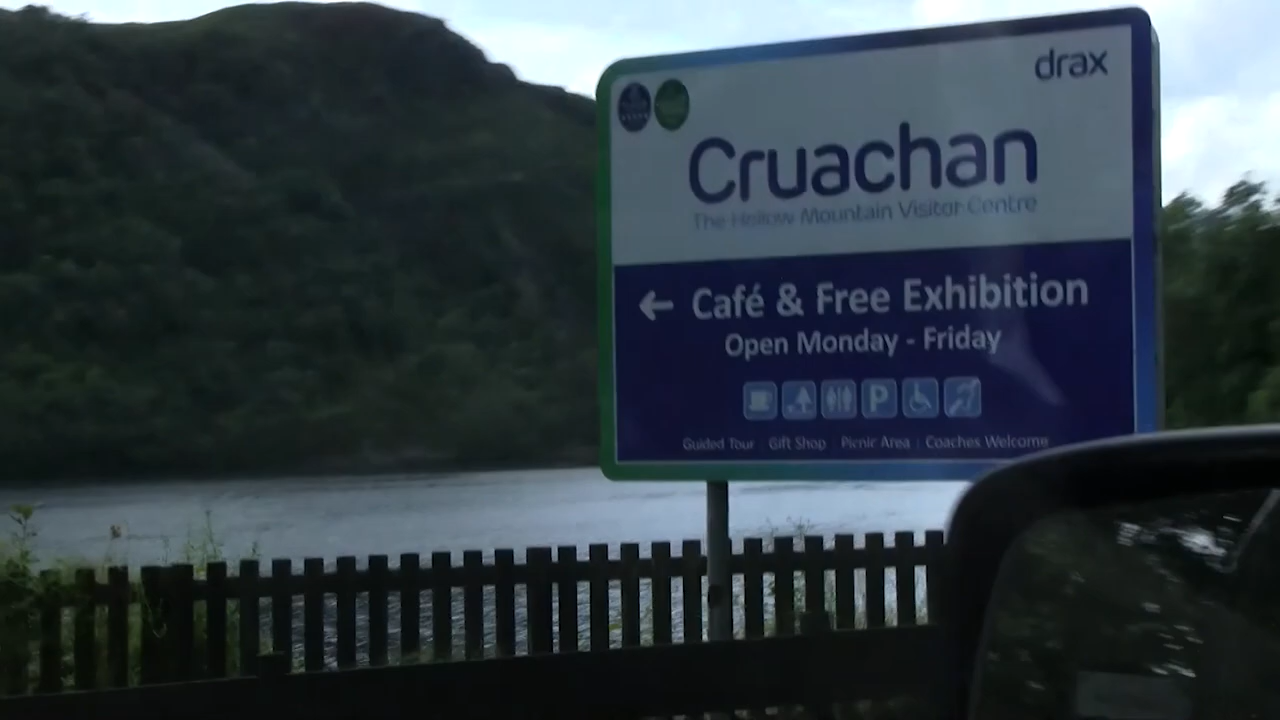 drax
Cruachan
The Hollow Mountain Visitor Centre
← Café & Free Exhibition
Open Monday - Friday
P
Guided Tour Gift Shop Picnic Area Coaches Welcome